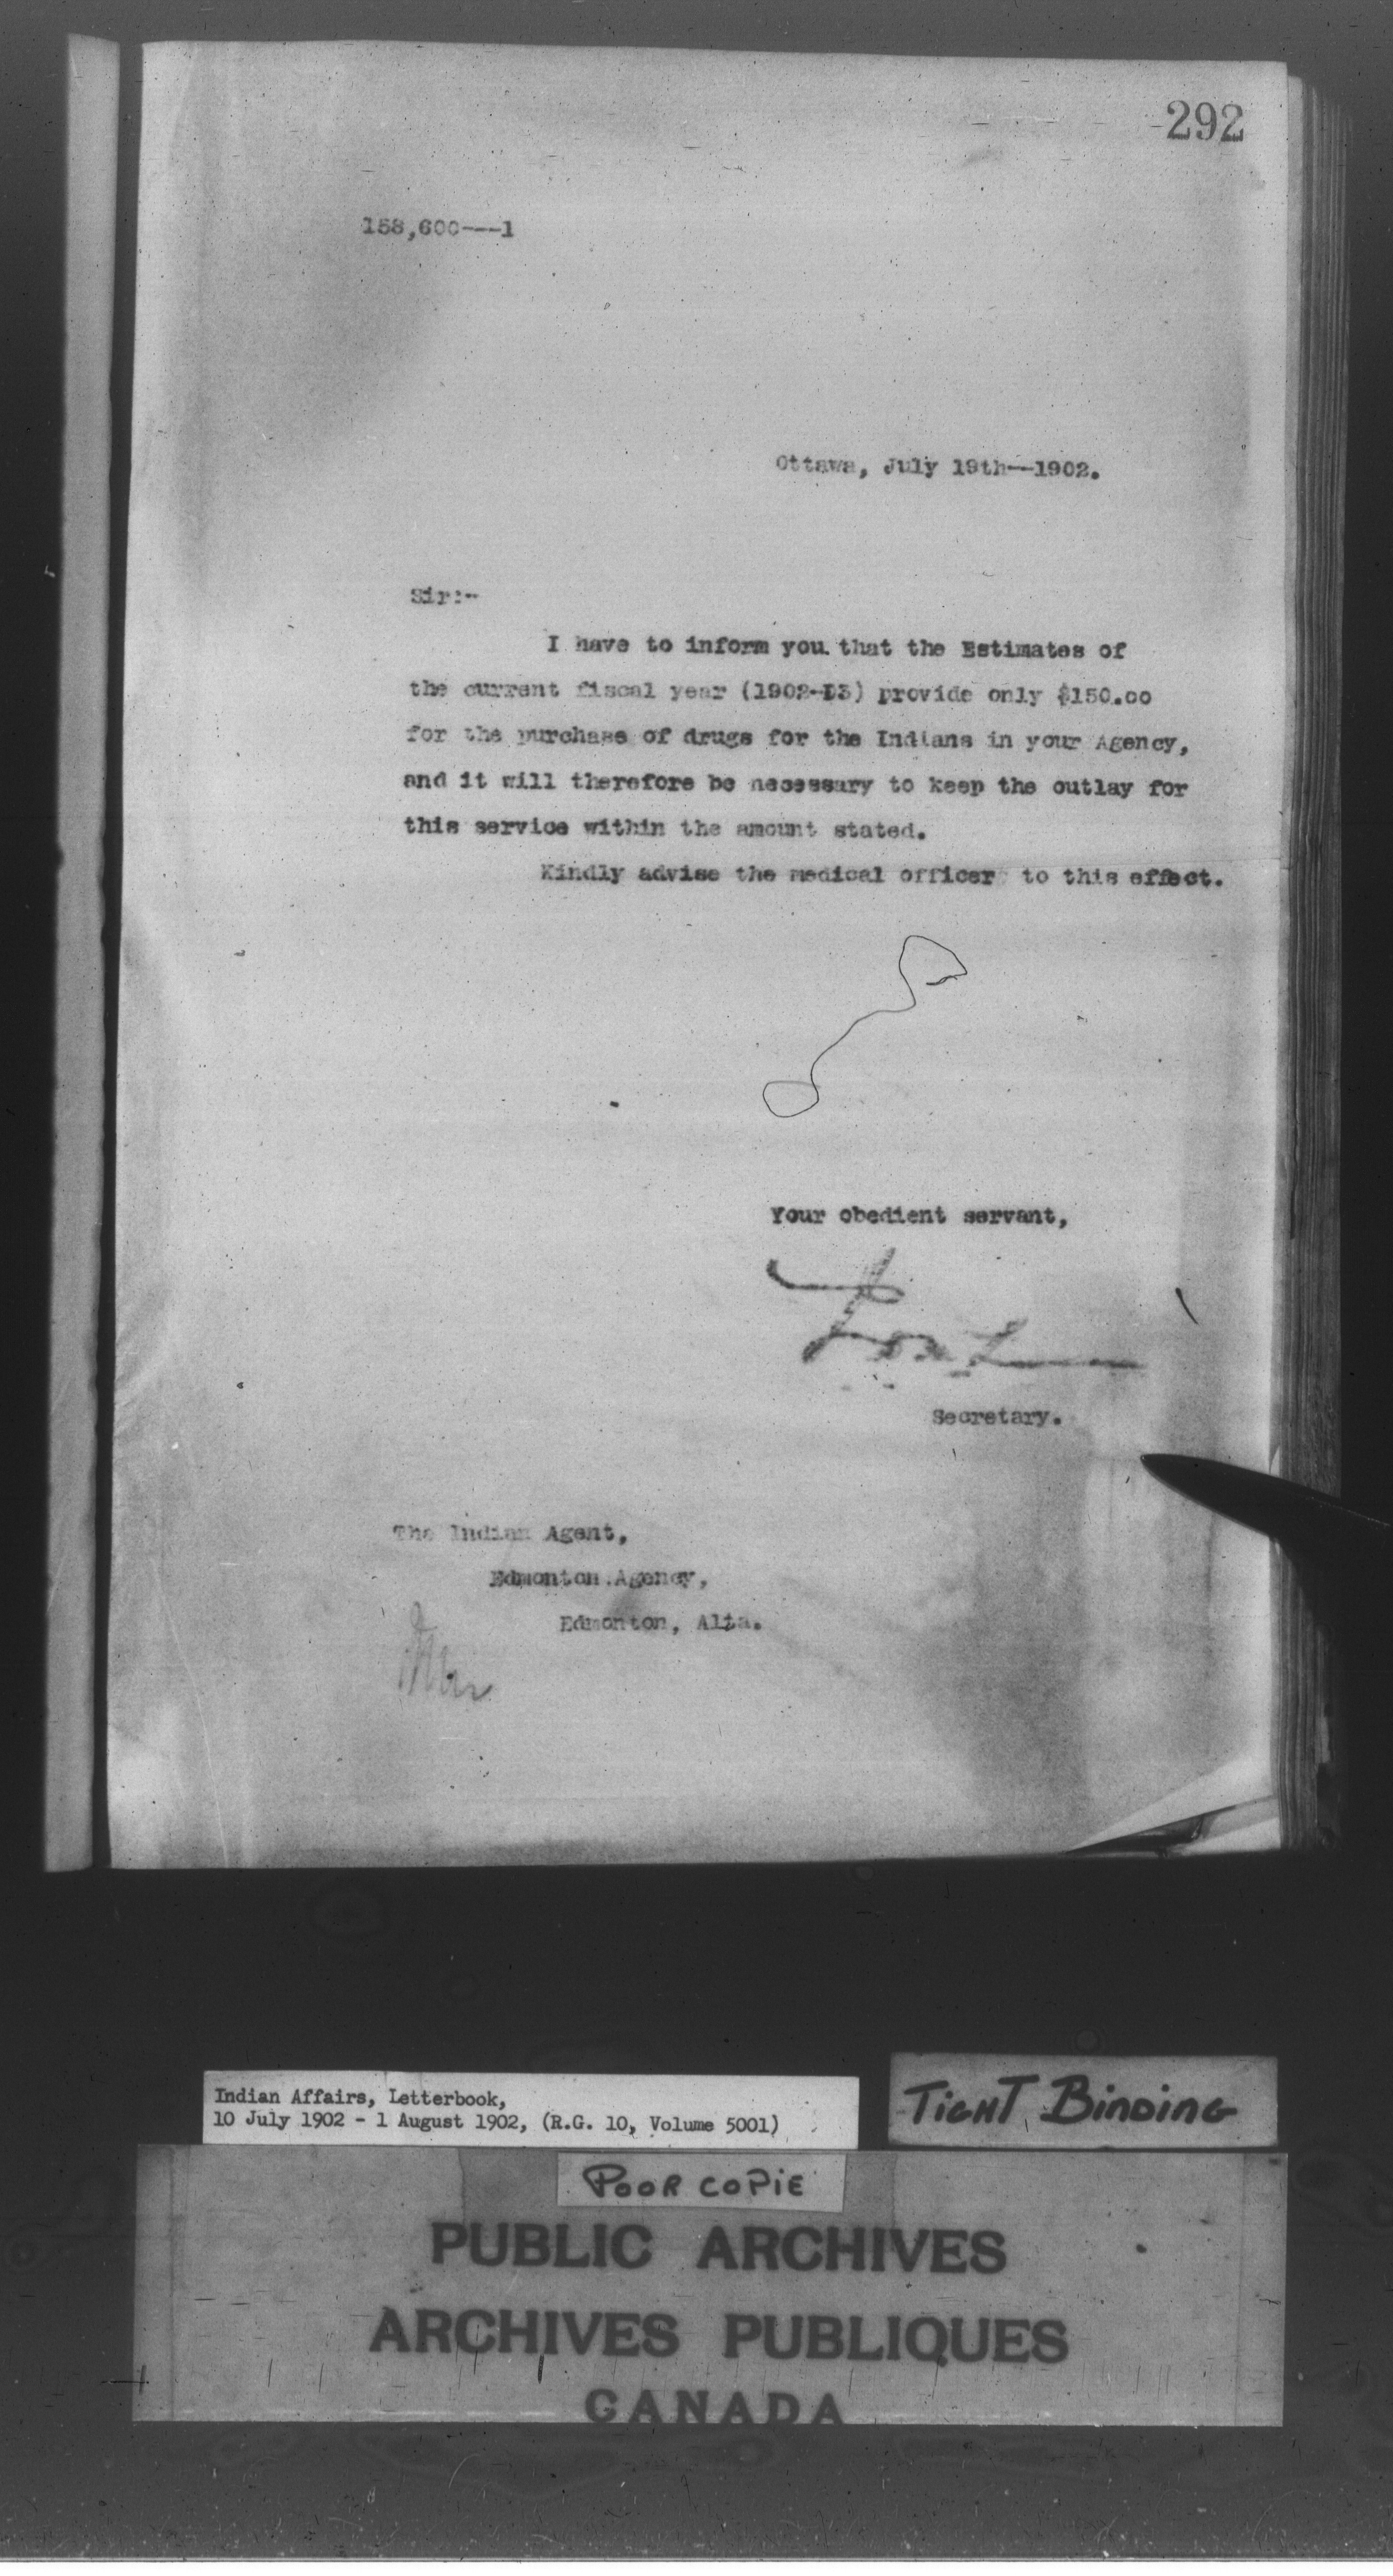 292
158,600---1
Ottawa, July 19th--1902.
Sir:-
I have to inform you that the Estimates of
the current fiscal year (1902-03) provide only $150.00
for the purchase of drugs for the Indians in your Agency,
and it will therefore be necessary to keep the outlay for
this service within the amount stated.
Kindly advise the medical officer to this effect.
Your obedient servant,
Secretary.
The Indian Agent,
Edmonton Agency,
Edmonton, Alta.
Indian Affairs, Letterbook,
10 July 1902 - 1 August 1902, (R.G. 10, Volume 5001)
TIGHT BINDING
POOR COPIE
PUBLIC ARCHIVES
ARCHIVES PUBLIQUES
CANADA